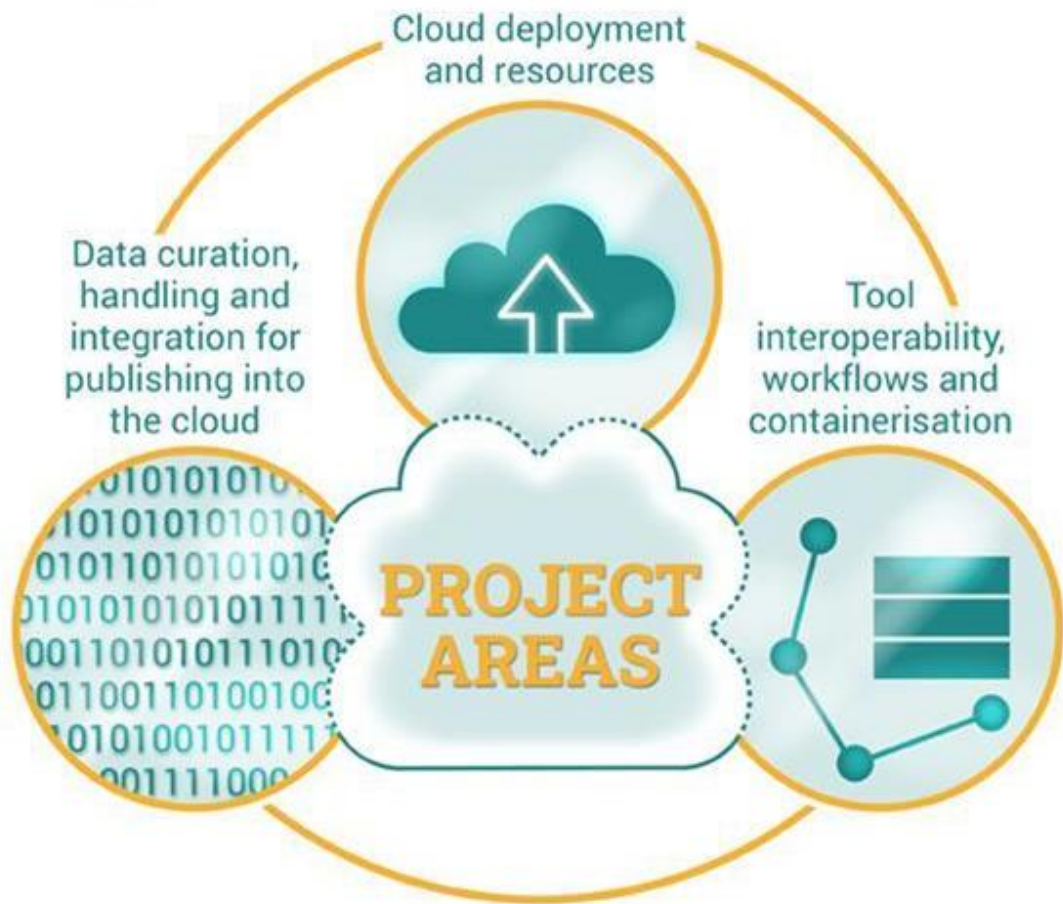 Cloud deployment
and resources
Data curation,
handling and
integration for
publishing into
the cloud
Tool
interoperability,
workflows and
containerisation
PROJECT
AREAS